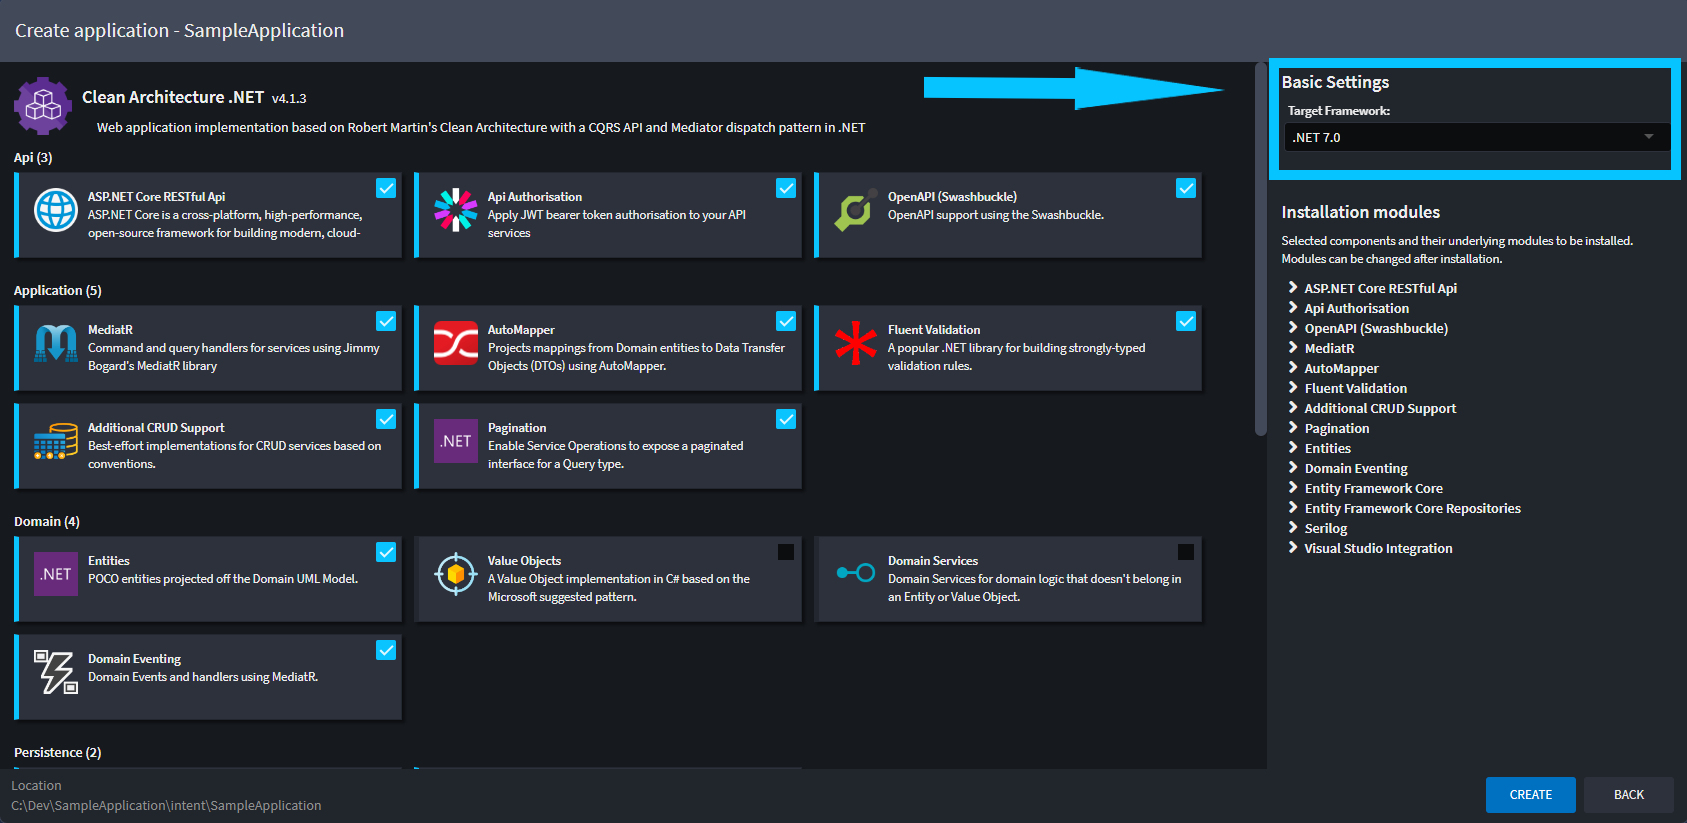 Create application - SampleApplication
Clean Architecture .NET v4.1.3
Web application implementation based on Robert Martin's Clean Architecture with a CQRS API and Mediator dispatch pattern in .NET
Api (3)
ASP.NET Core RESTful Api
ASP.NET Core is a cross-platform, high-performance,
open-source framework for building modern, cloud-
Api Authorisation
Apply JWT bearer token authorisation to your API
services
OpenAPI (Swashbuckle)
OpenAPI support using the Swashbuckle.
Application (5)
MediatR
Command and query handlers for services using Jimmy
Bogard's MediatR library
AutoMapper
Projects mappings from Domain entities to Data Transfer
Objects (DTOs) using AutoMapper.
Fluent Validation
A popular .NET library for building strongly-typed
validation rules.
Additional CRUD Support
Best-effort implementations for CRUD services based on
conventions.
.NET
Pagination
Enable Service Operations to expose a paginated
interface for a Query type.
Domain (4)
.NET
Entities
POCO entities projected off the Domain UML Model.
Value Objects
A Value Object implementation in C# based on the
Microsoft suggested pattern.
Domain Services
Domain Services for domain logic that doesn't belong in
an Entity or Value Object.
Domain Eventing
Domain Events and handlers using MediatR.
Persistence (2)
Basic Settings
Target Framework:
.NET 7.0
Installation modules
Selected components and their underlying modules to be installed.
Modules can be changed after installation.
ASP.NET Core RESTful Api
Api Authorisation
OpenAPI (Swashbuckle)
MediatR
AutoMapper
Fluent Validation
Additional CRUD Support
Pagination
Entities
Domain Eventing
Entity Framework Core
Entity Framework Core Repositories
Serilog
Visual Studio Integration
Location
C:\Dev\SampleApplication\intent\SampleApplication
CREATE
BACK